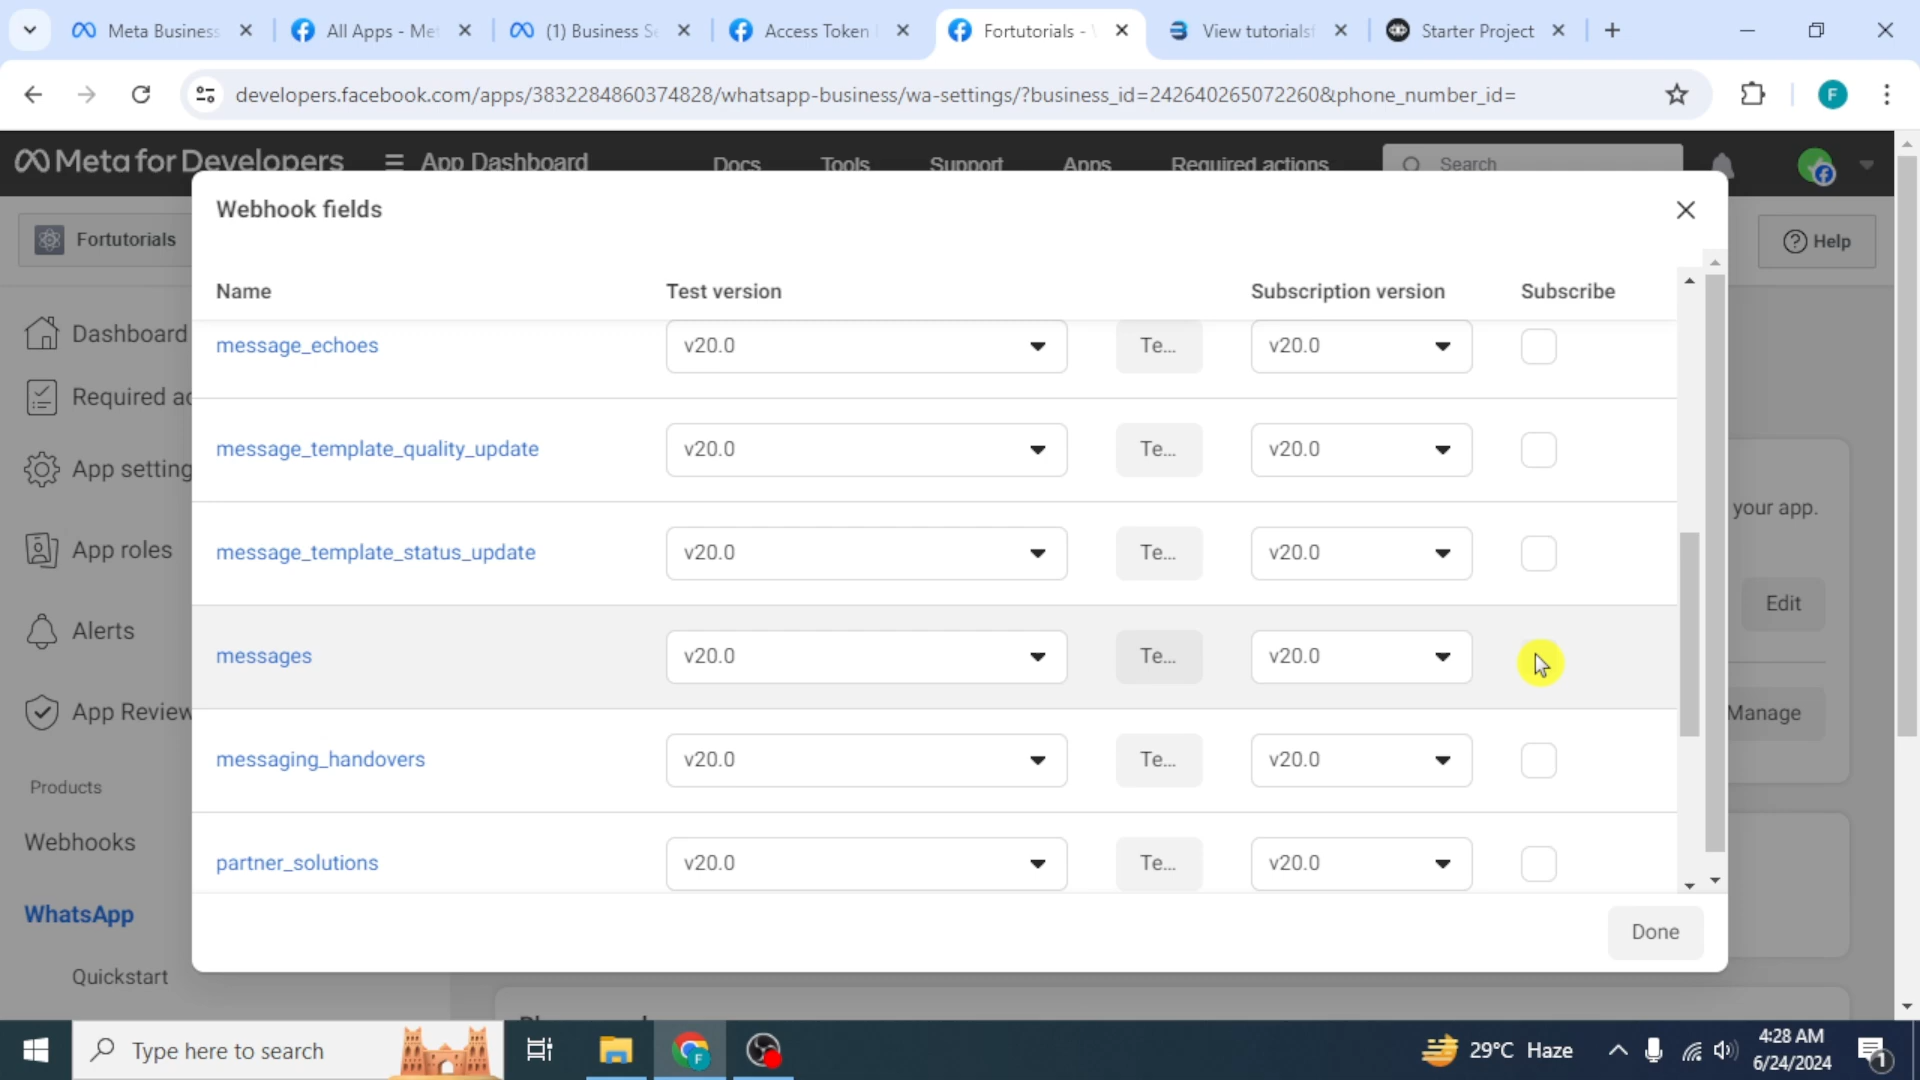 Meta Business
All Apps - Met
(1) Business Se
Access Token
Fortutorials - W
View tutorialsf
Starter Project
developers.facebook.com/apps/3832284860374828/whatsapp-business/wa-settings/?business_id=242640265072260&phone_number_id=
F
Meta for Developers
App Dashboard
Docs
Tools
Support
Apps
Required actions
Search
Fortutorials
Help
Webhook fields
Name
Test version
Subscription version
Subscribe
message_echoes
v20.0
Te...
v20.0
message_template_quality_update
v20.0
Te...
v20.0
message_template_status_update
v20.0
Te...
v20.0
messages
v20.0
Te...
v20.0
messaging_handovers
v20.0
Te...
v20.0
partner_solutions
v20.0
Te...
v20.0
Done
Dashboard
Required ac
App setting
App roles
Alerts
App Review
Products
Webhooks
WhatsApp
Quickstart
your app.
Edit
Manage
Type here to search
29°C Haze
4:28 AM
6/24/2024
1